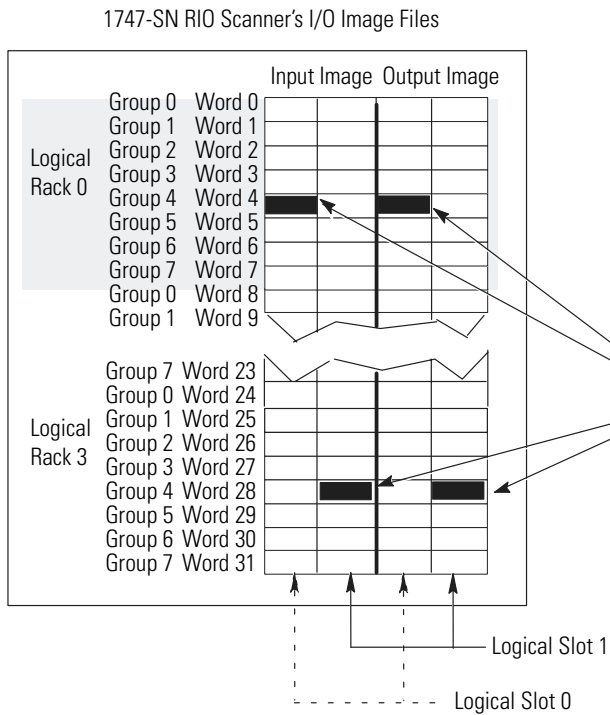 1747-SN RIO Scanner's I/O Image Files
Input Image Output Image
Group 0 Word 0
Group 1 Word 1
Group 2 Word 2
Logical Rack 0
Group 3 Word 3
Group 4 Word 4
Group 5 Word 5
Group 6 Word 6
Group 7 Word 7
Group 0 Word 8
Group 1 Word 9
Group 7 Word 23
Group 0 Word 24
Group 1 Word 25
Logical Rack 3
Group 2 Word 26
Group 3 Word 27
Group 4 Word 28
Group 5 Word 29
Group 6 Word 30
Group 7 Word 31
Logical Slot 1
Logical Slot 0